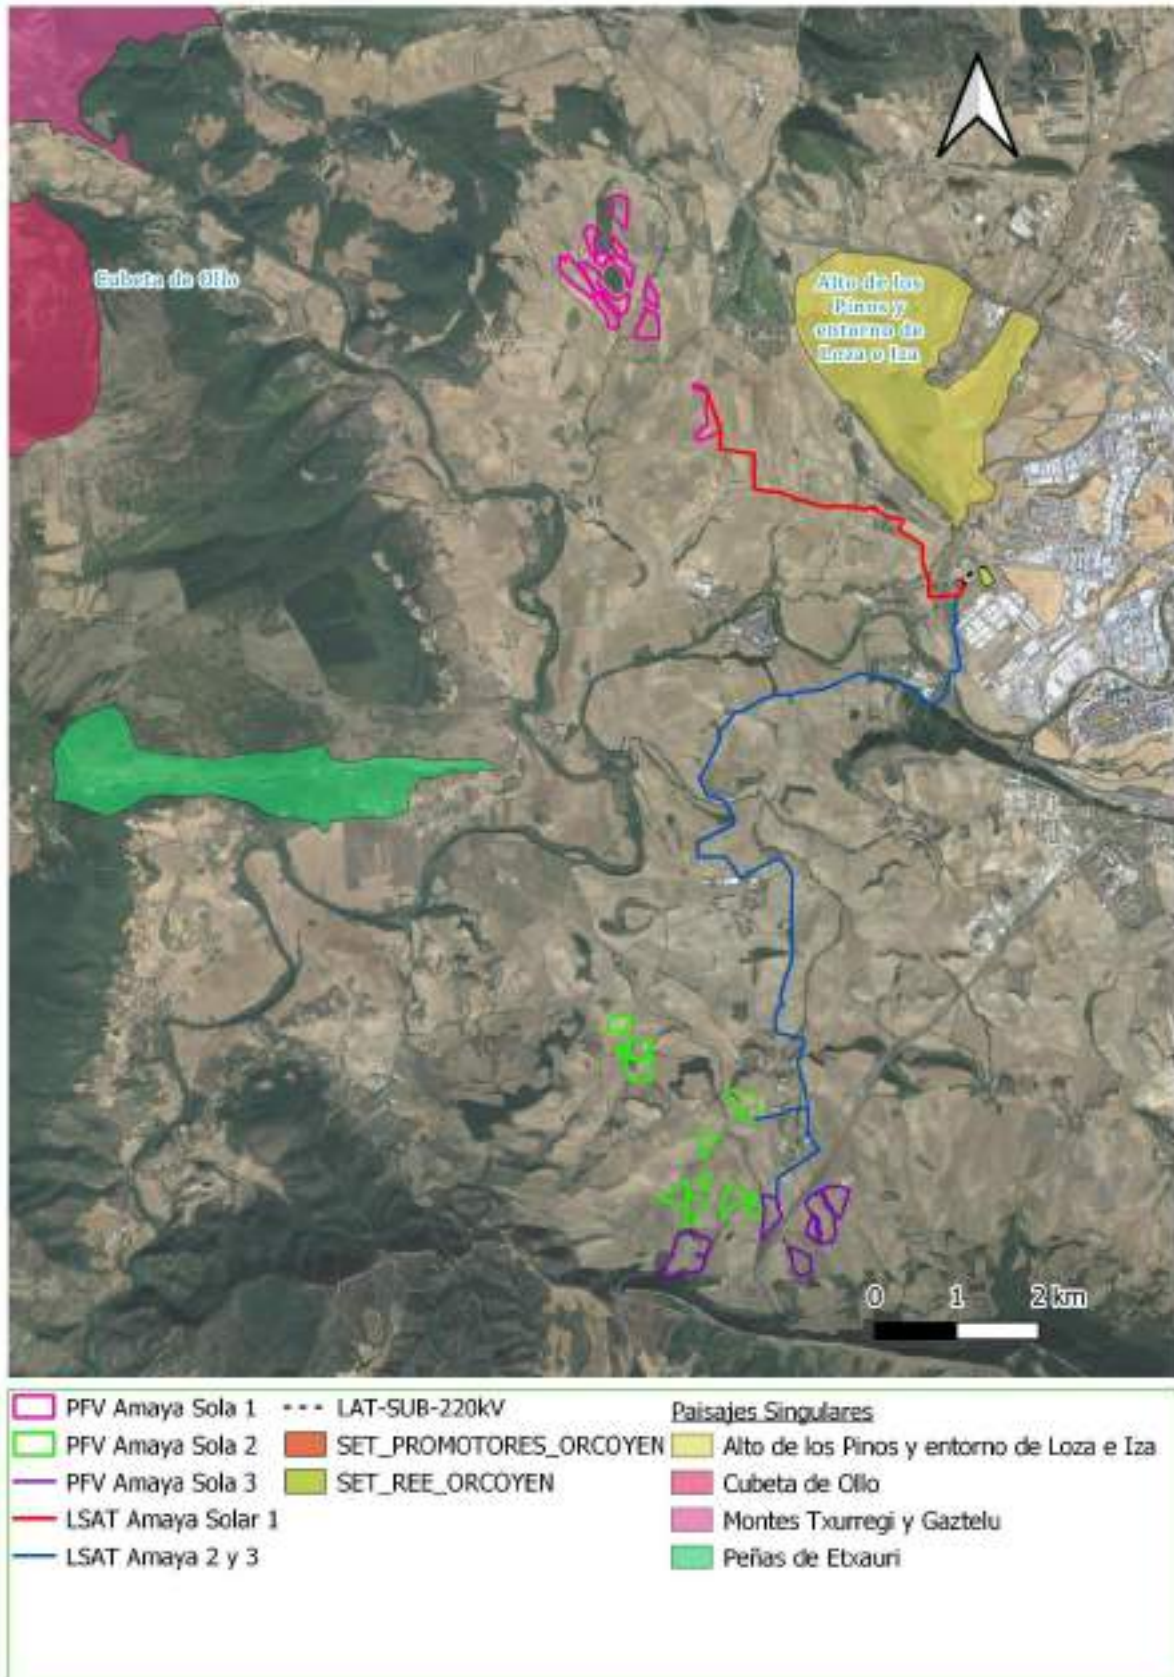 Cubeta de Ollo
Alto de los
Pinos y
entorno de
Loza e Iza
0 1 2 km
PFV Amaya Sola 1
PFV Amaya Sola 2
PFV Amaya Sola 3
LSAT Amaya Solar 1
LSAT Amaya 2 y 3
LAT-SUB-220kV
SET_PROMOTORES_ORCOYEN
SET_REE_ORCOYEN
Paisajes Singulares
Alto de los Pinos y entorno de Loza e Iza
Cubeta de Ollo
Montes Txurregi y Gaztelu
Peñas de Etxauri